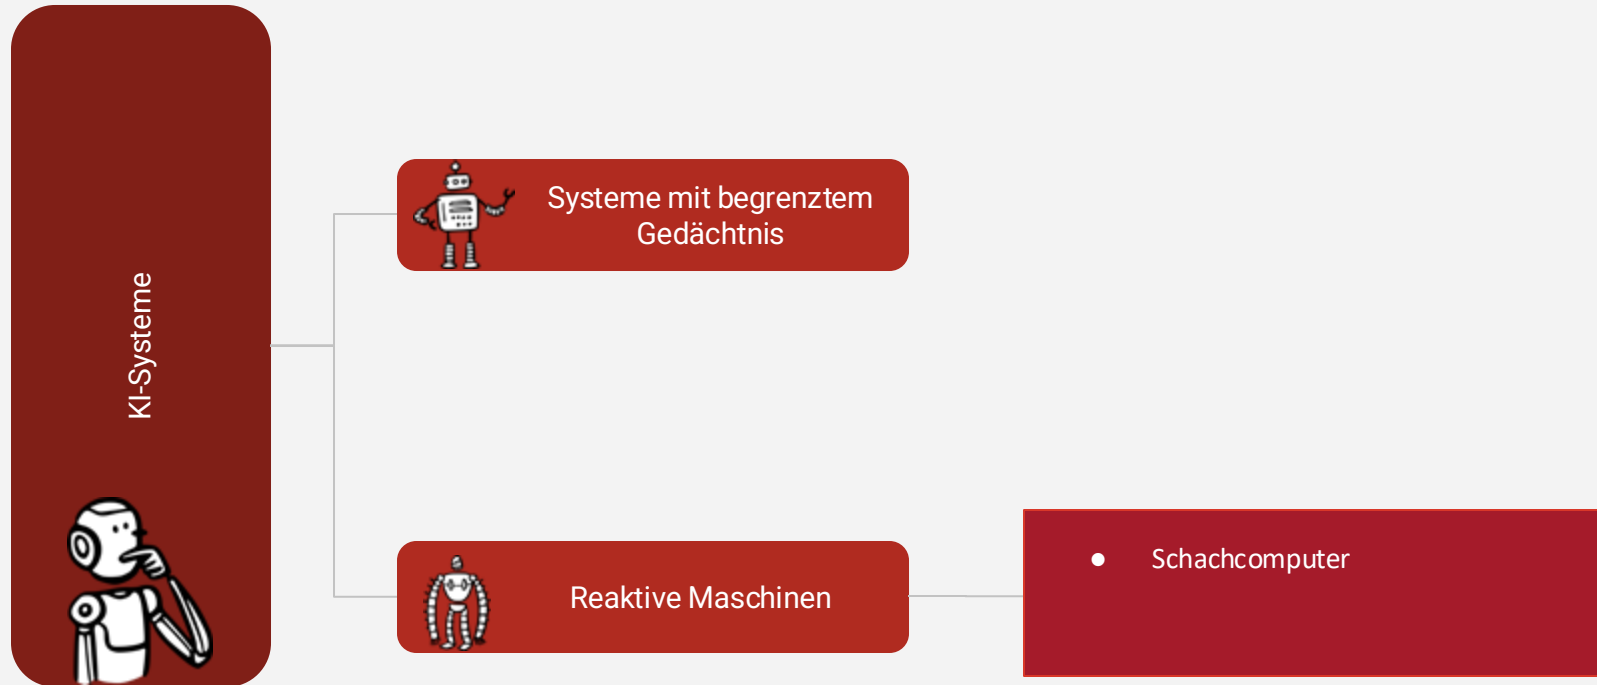 KI-Systeme
Systeme mit begrenztem
Gedächtnis
Reaktive Maschinen
● Schachcomputer